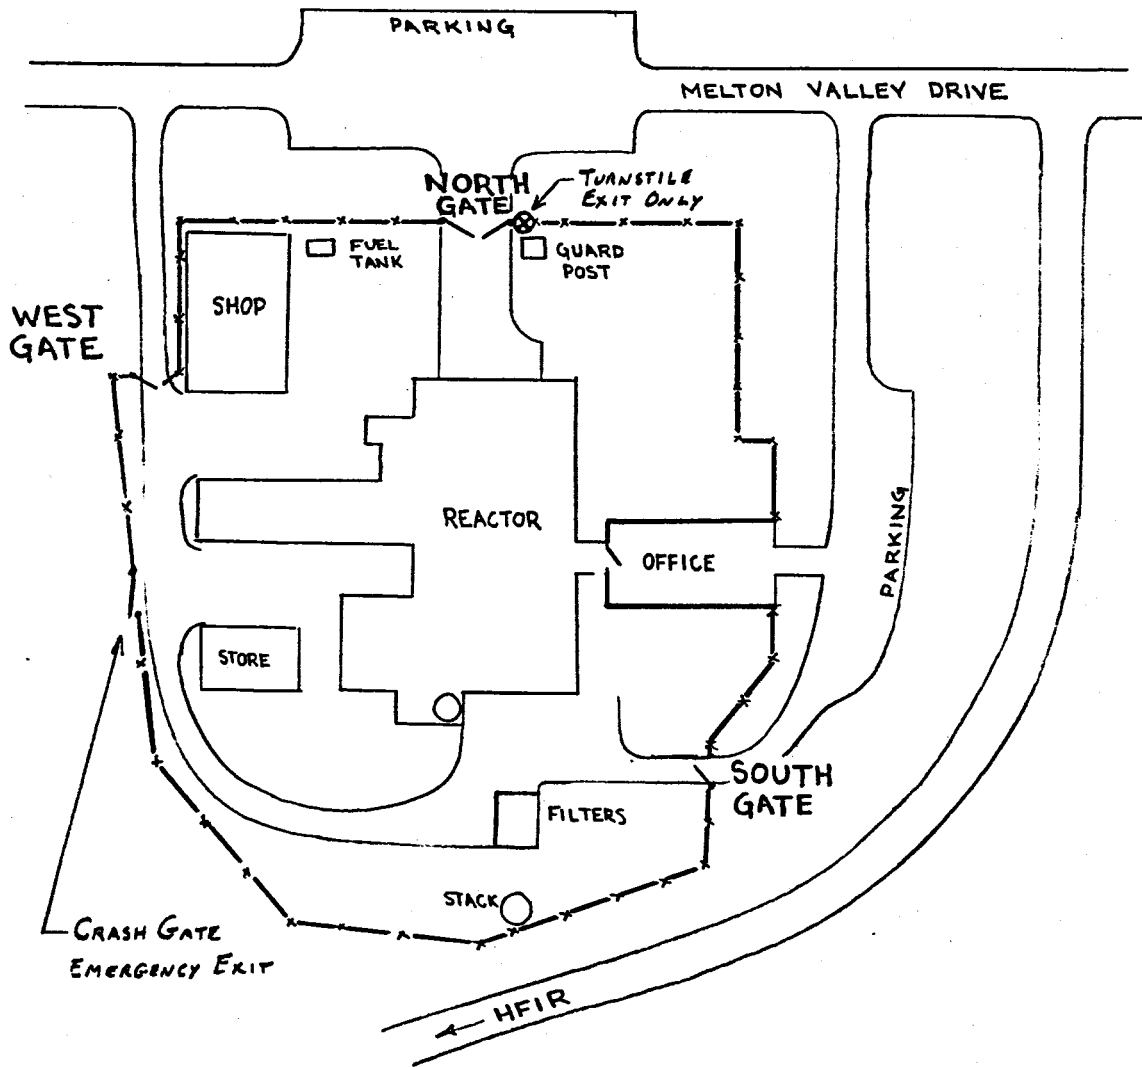 PARKING
MELTON VALLEY DRIVE
NORTH
GATE
TURNSTILE
EXIT ONLY
FUEL
TANK
GUARD
POST
SHOP
WEST
GATE
REACTOR
PARKING
OFFICE
STORE
SOUTH
GATE
FILTERS
STACK
CRASH GATE
EMERGENCY EXIT
HFIR